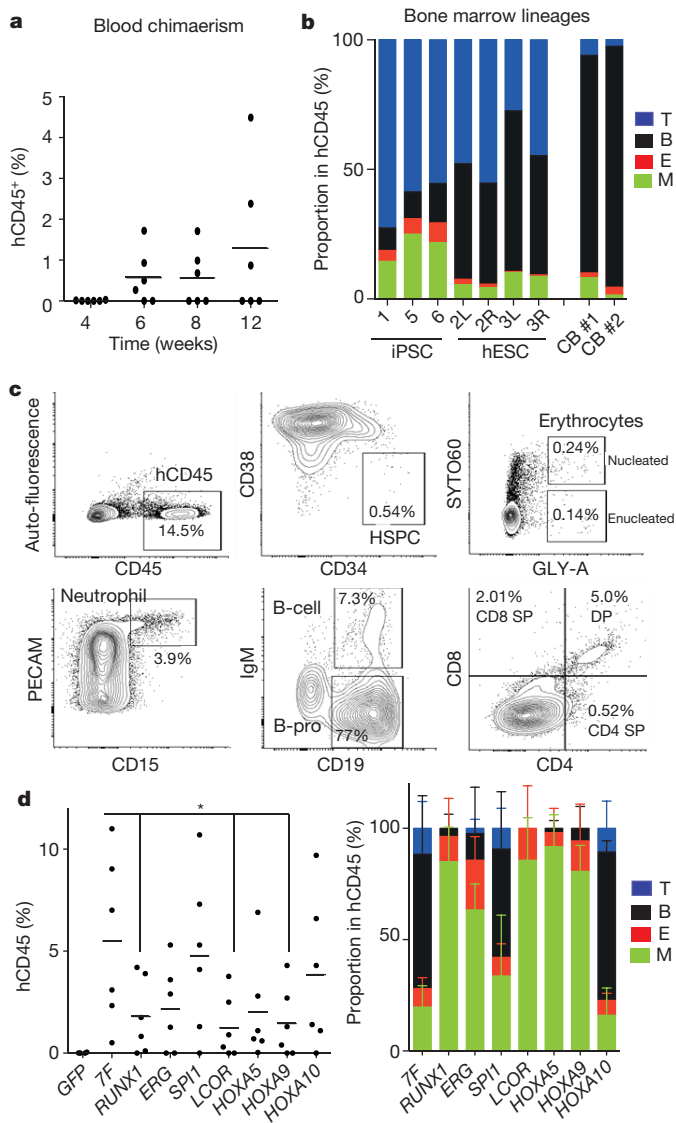 a
Blood chimaerism
hCD45+ (%)
5
4
3
2
1
0
4 6 8 12
Time (weeks)
b
Bone marrow lineages
Proportion in hCD45 (%)
100
50
0
1 5 6 2L 2R 3L 3R CB #1 CB #2
iPSC hESC
T
B
E
M
c
Auto-fluorescence
hCD45
14.5%
CD45
CD38
0.54%
HSPC
CD34
SYTO60
Erythrocytes
0.24%
Nucleated
0.14%
Enucleated
GLY-A
PECAM
Neutrophil
3.9%
CD15
IgM
B-cell
7.3%
B-pro
77%
CD19
CD8
2.01%
CD8 SP
5.0%
DP
0.52%
CD4 SP
CD4
d
hCD45 (%)
10
5
0
*
GFP 7F RUNX1 ERG SPI1 LCOR HOXA5 HOXA9 HOXA10
Proportion in hCD45 (%)
100
50
0
7F RUNX1 ERG SPI1 LCOR HOXA5 HOXA9 HOXA10
T
B
E
M